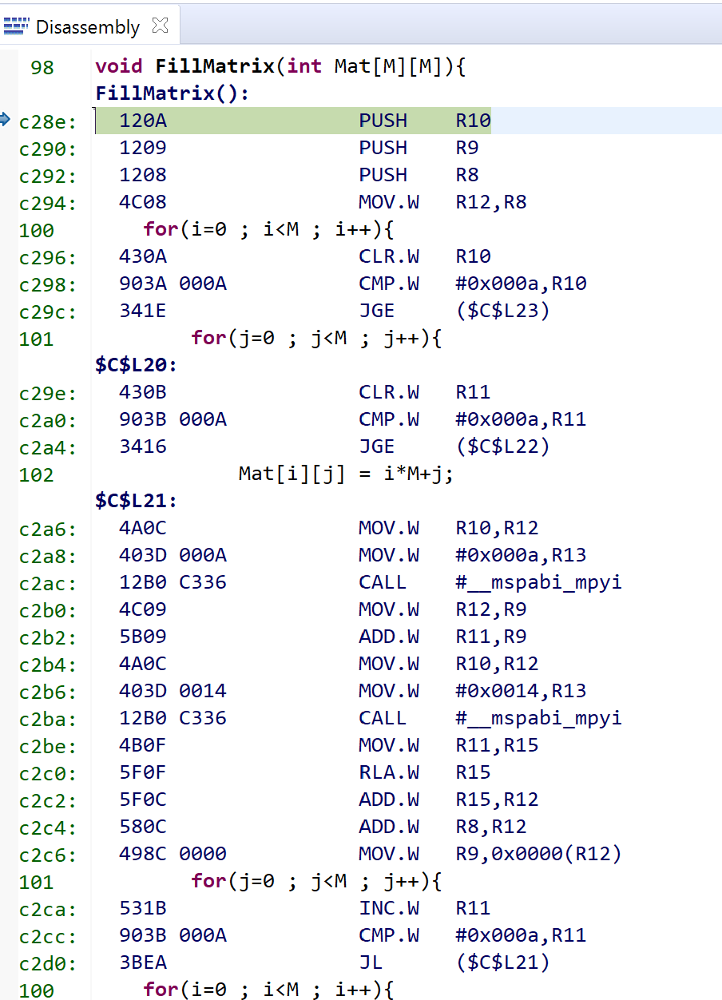 Disassembly
98 void FillMatrix(int Mat[M][M]){
FillMatrix():
c28e: 120A PUSH R10
c290: 1209 PUSH R9
c292: 1208 PUSH R8
c294: 4C08 MOV.W R12,R8
100 for(i=0 ; i<M ; i++){
c296: 430A CLR.W R10
c298: 903A 000A CMP.W #0x000a,R10
c29c: 341E JGE ($C$L23)
101 for(j=0 ; j<M ; j++){
$C$L20:
c29e: 430B CLR.W R11
c2a0: 903B 000A CMP.W #0x000a,R11
c2a4: 3416 JGE ($C$L22)
102 Mat[i][j] = i*M+j;
$C$L21:
c2a6: 4A0C MOV.W R10,R12
c2a8: 403D 000A MOV.W #0x000a,R13
c2ac: 12B0 C336 CALL #__mspabi_mpyi
c2b0: 4C09 MOV.W R12,R9
c2b2: 5B09 ADD.W R11,R9
c2b4: 4A0C MOV.W R10,R12
c2b6: 403D 0014 MOV.W #0x0014,R13
c2ba: 12B0 C336 CALL #__mspabi_mpyi
c2be: 4B0F MOV.W R11,R15
c2c0: 5F0F RLA.W R15
c2c2: 5F0C ADD.W R15,R12
c2c4: 580C ADD.W R8,R12
c2c6: 498C 0000 MOV.W R9,0x0000(R12)
101 for(j=0 ; j<M ; j++){
c2ca: 531B INC.W R11
c2cc: 903B 000A CMP.W #0x000a,R11
c2d0: 3BEA JL ($C$L21)
100 for(i=0 ; i<M ; i++){